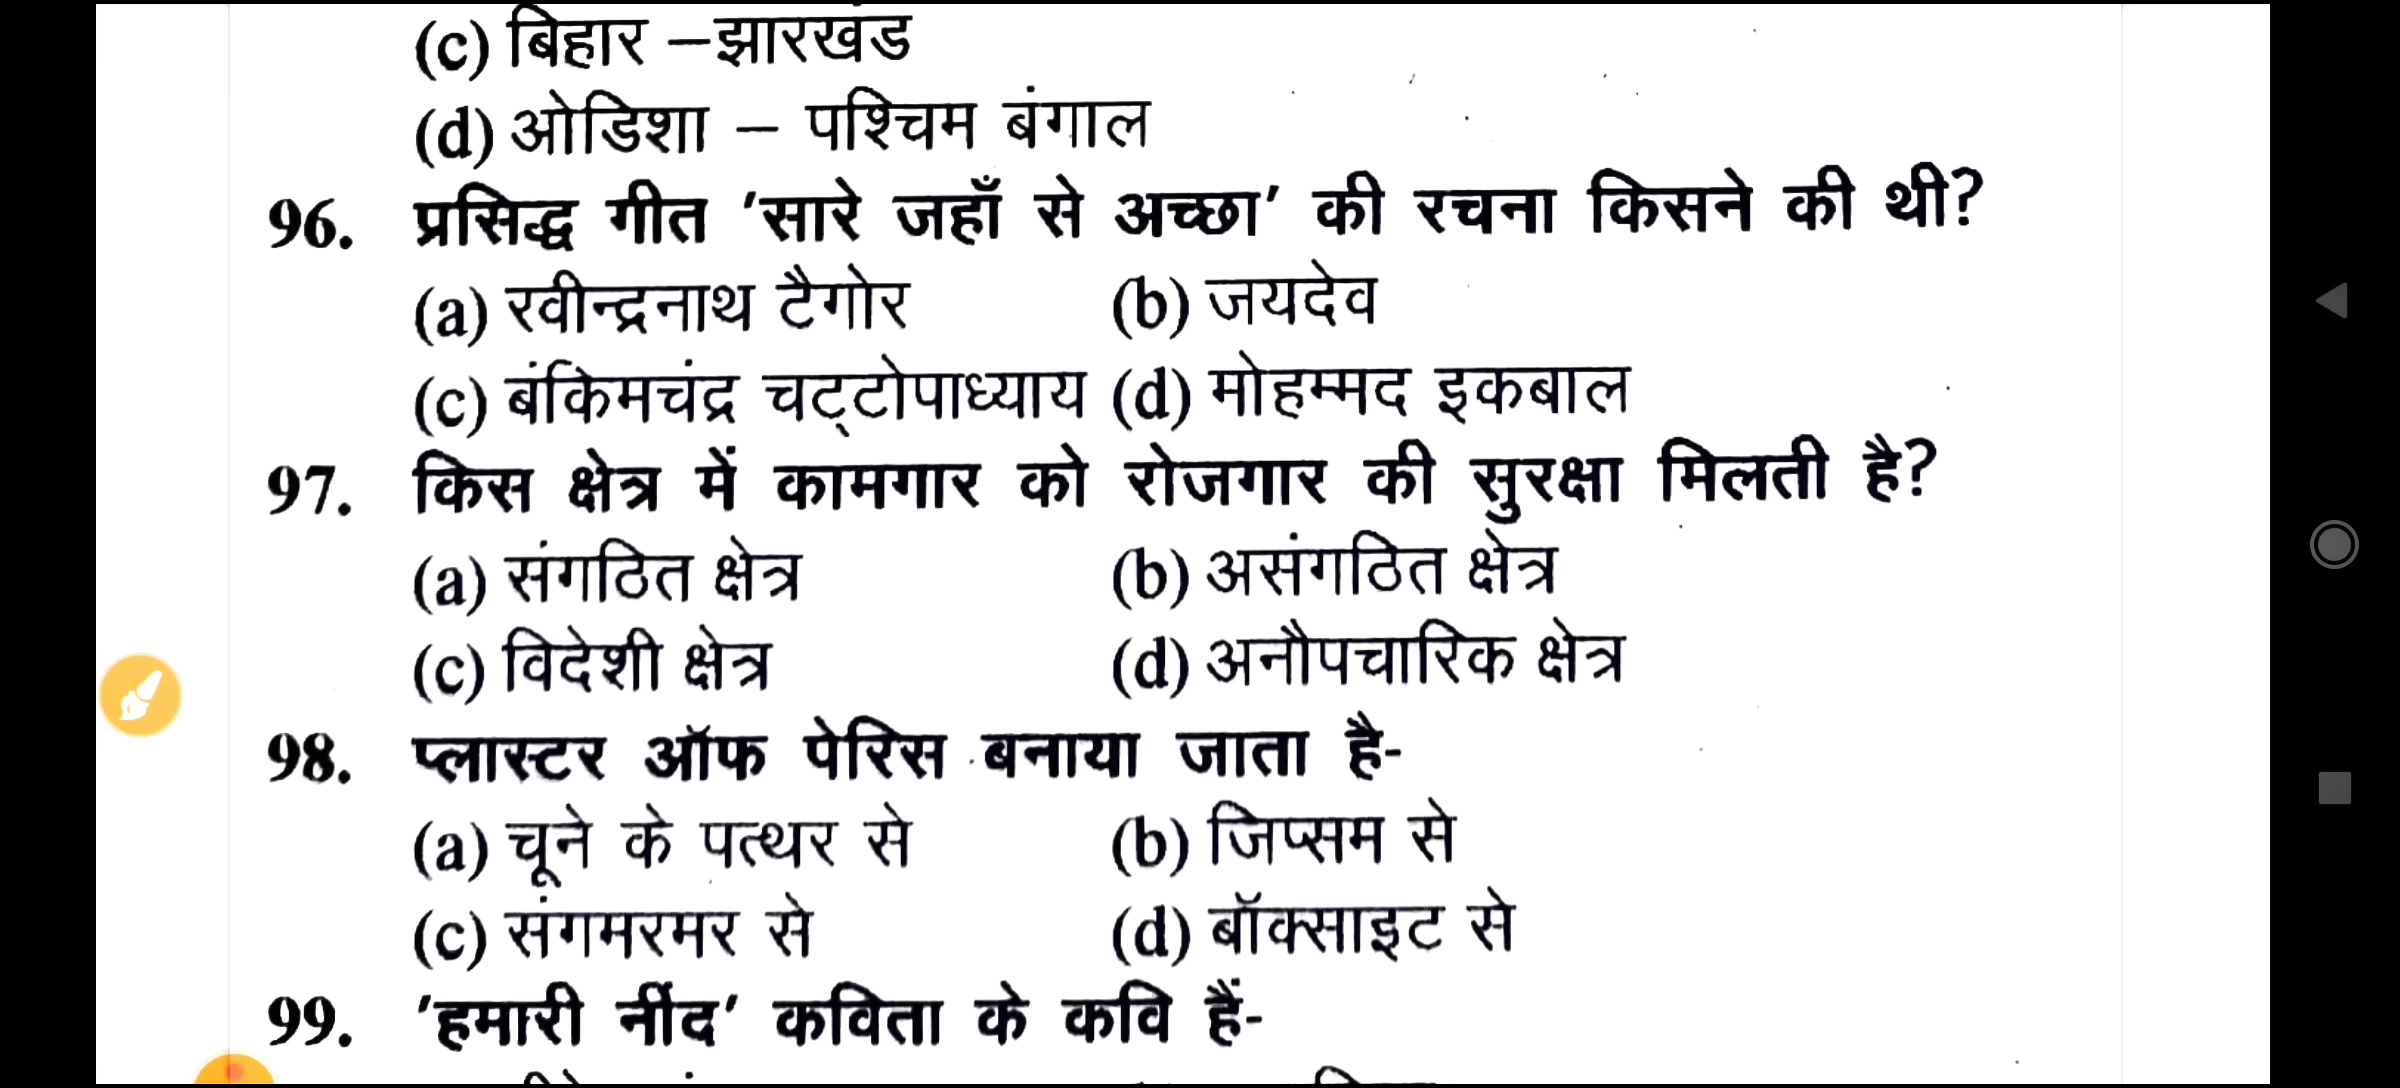 (c) बिहार –झारखंड
(d) ओडिशा – पश्चिम बंगाल
96. प्रसिद्ध गीत 'सारे जहाँ से अच्छा' की रचना किसने की थी?
(a) रवीन्द्रनाथ टैगोर (b) जयदेव
(c) बंकिमचंद्र चट्टोपाध्याय (d) मोहम्मद इकबाल
97. किस क्षेत्र में कामगार को रोजगार की सुरक्षा मिलती है?
(a) संगठित क्षेत्र (b) असंगठित क्षेत्र
(c) विदेशी क्षेत्र (d) अनौपचारिक क्षेत्र
98. प्लास्टर ऑफ पेरिस बनाया जाता है-
(a) चूने के पत्थर से (b) जिप्सम से
(c) संगमरमर से (d) बॉक्साइट से
99. 'हमारी नींद' कविता के कवि हैं-